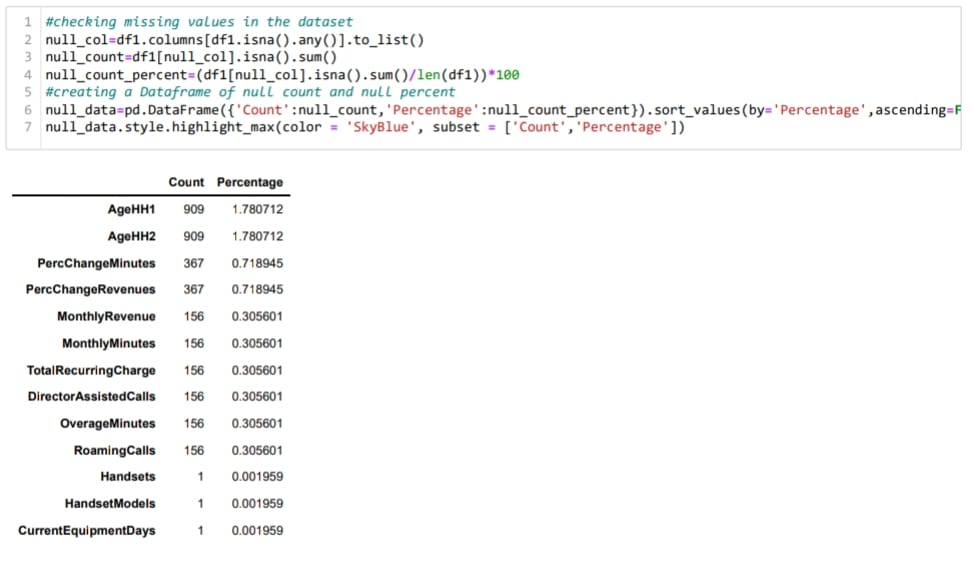 1 #checking missing values in the dataset
2 null_col=df1.columns[df1.isna().any()].to_list()
3 null_count=df1[null_col].isna().sum()
4 null_count_percent=(df1[null_col].isna().sum()/len(df1))*100
5 #creating a Dataframe of null count and null percent
6 null_data=pd.DataFrame({'Count':null_count,'Percentage':null_count_percent}).sort_values(by='Percentage',ascending=F
7 null_data.style.highlight_max(color = 'SkyBlue', subset = ['Count','Percentage'])
Count Percentage
AgeHH1 909 1.780712
AgeHH2 909 1.780712
PercChangeMinutes 367 0.718945
PercChangeRevenues 367 0.718945
MonthlyRevenue 156 0.305601
MonthlyMinutes 156 0.305601
TotalRecurringCharge 156 0.305601
DirectorAssistedCalls 156 0.305601
OverageMinutes 156 0.305601
RoamingCalls 156 0.305601
Handsets 1 0.001959
HandsetModels 1 0.001959
CurrentEquipmentDays 1 0.001959